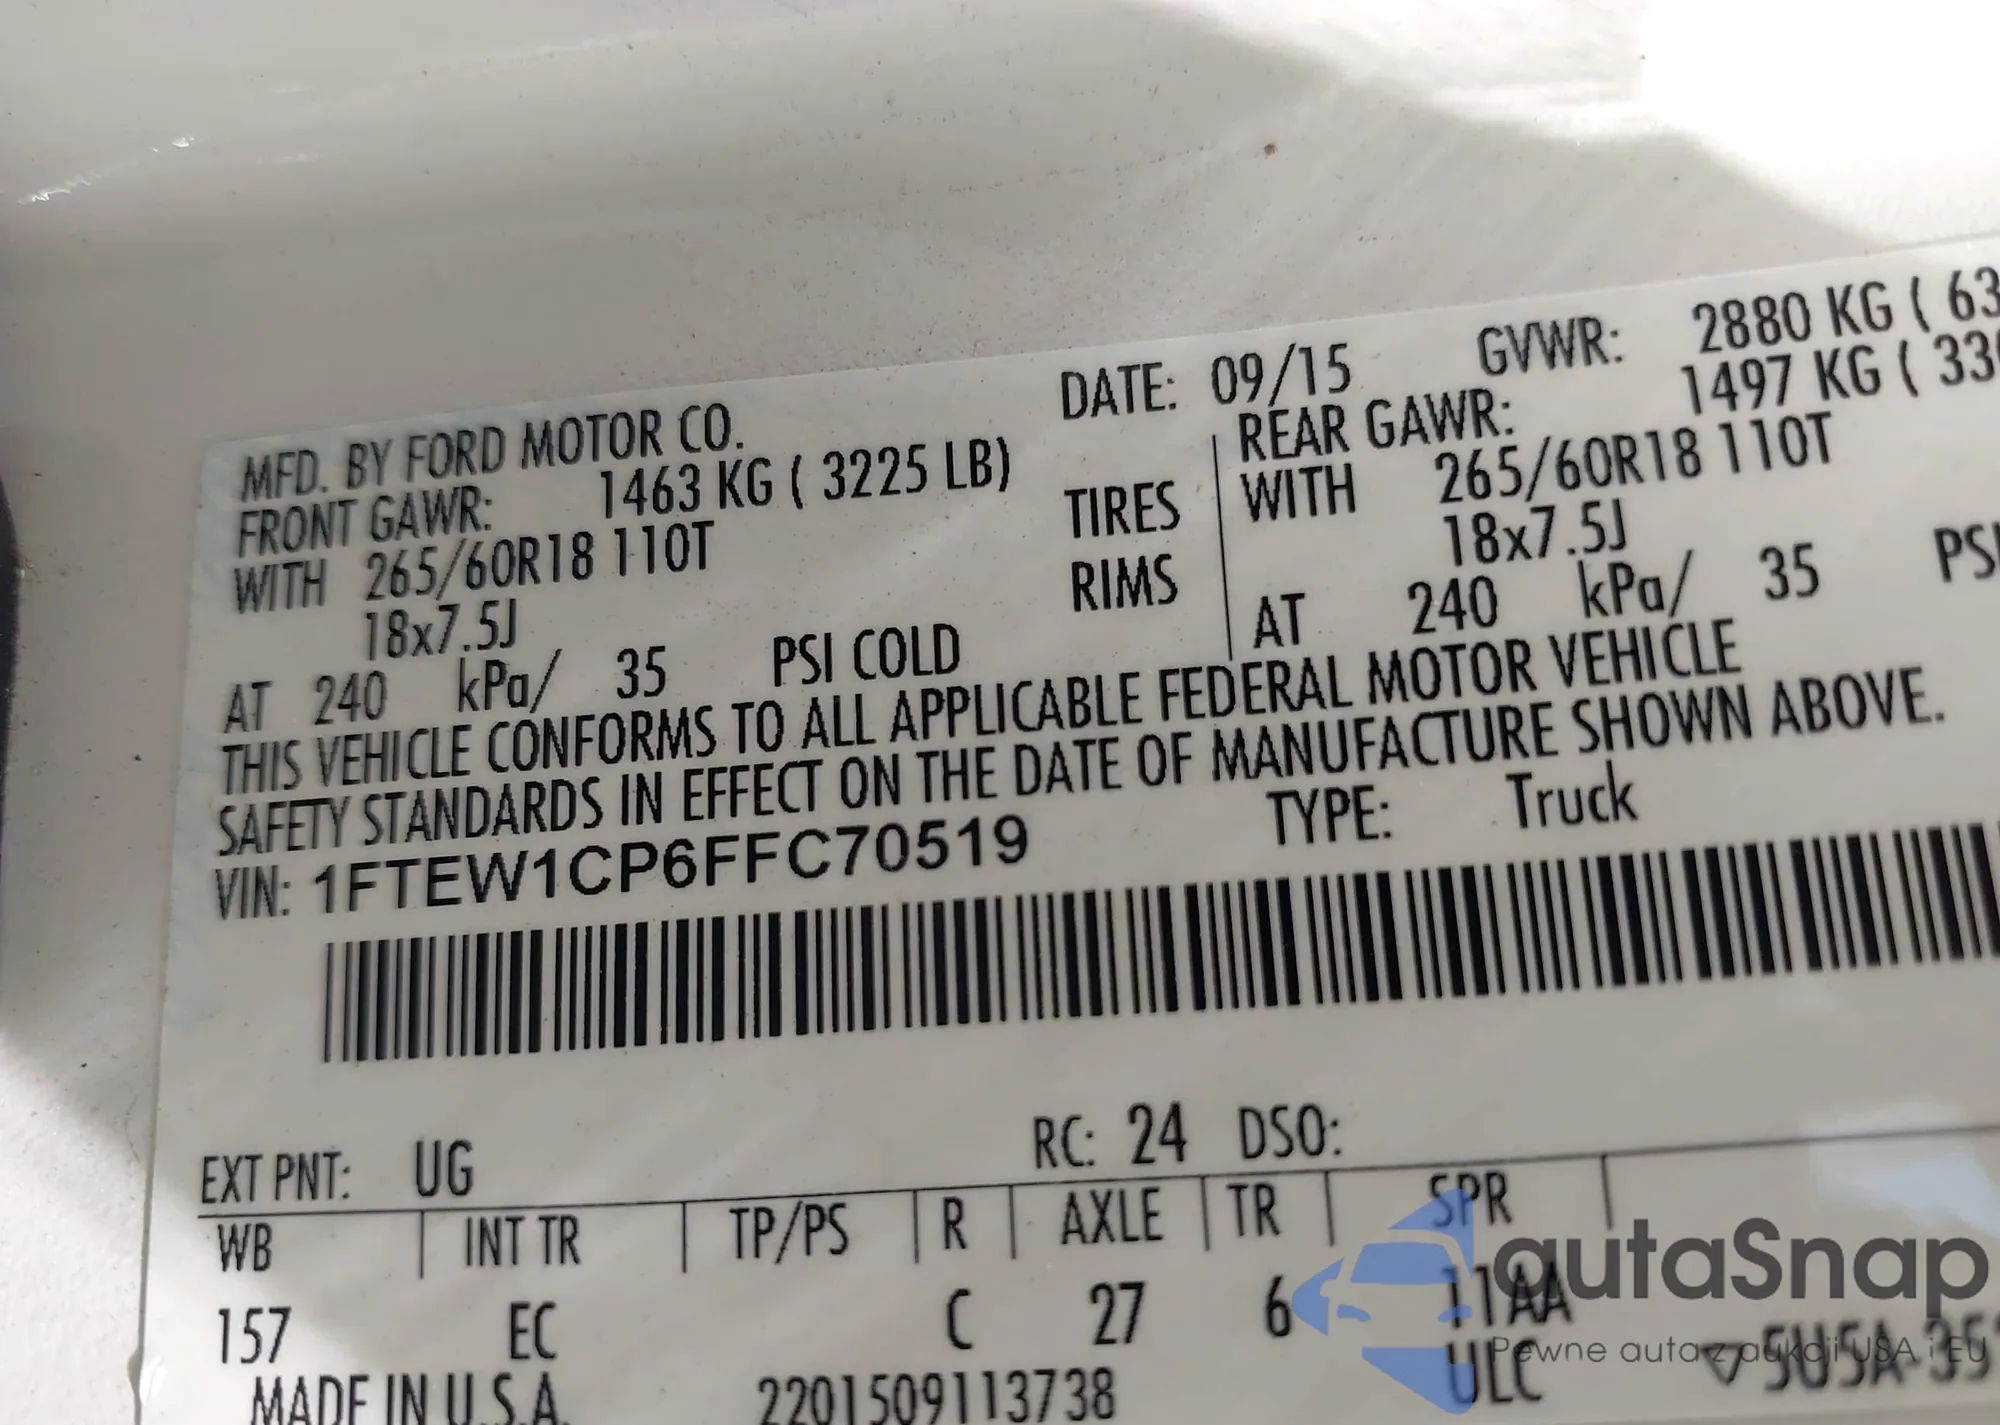 MFD. BY FORD MOTOR CO. DATE: 09/15 GVWR: 2880 KG ( 63
FRONT GAWR: 1463 KG ( 3225 LB) REAR GAWR: 1497 KG ( 33
WITH 265/60R18 110T TIRES WITH 265/60R18 110T
18x7.5J RIMS 18x7.5J
AT 240 kPa/ 35 PSI COLD AT 240 kPa/ 35 PSI
THIS VEHICLE CONFORMS TO ALL APPLICABLE FEDERAL MOTOR VEHICLE
SAFETY STANDARDS IN EFFECT ON THE DATE OF MANUFACTURE SHOWN ABOVE.
VIN: 1FTEW1CP6FFC70519 TYPE: Truck
EXT PNT: UG RC: 24 DSO:
WB INT TR TP/PS R AXLE TR SPR
157 EC C 27 6 11AA
MADE IN U.S.A. 2201509113738 ULC 5U5A-35
autaSnap
Pewne auta z aukcji USA i EU